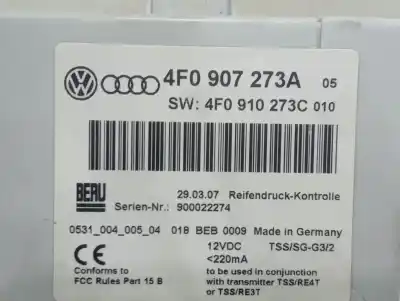 4F0 907 273A 05
SW: 4F0 910 273C 010
BERU
29.03.07 Reifendruck-Kontrolle
Serien-Nr.: 900022274
0531_004_005_04 018 BEB 0009 Made in Germany
CE 12VDC TSS/SG-G3/2
<220mA
Conforms to to be used in conjunction
FCC Rules Part 15 B with transmitter TSS/RE4T
or TSS/RE3T